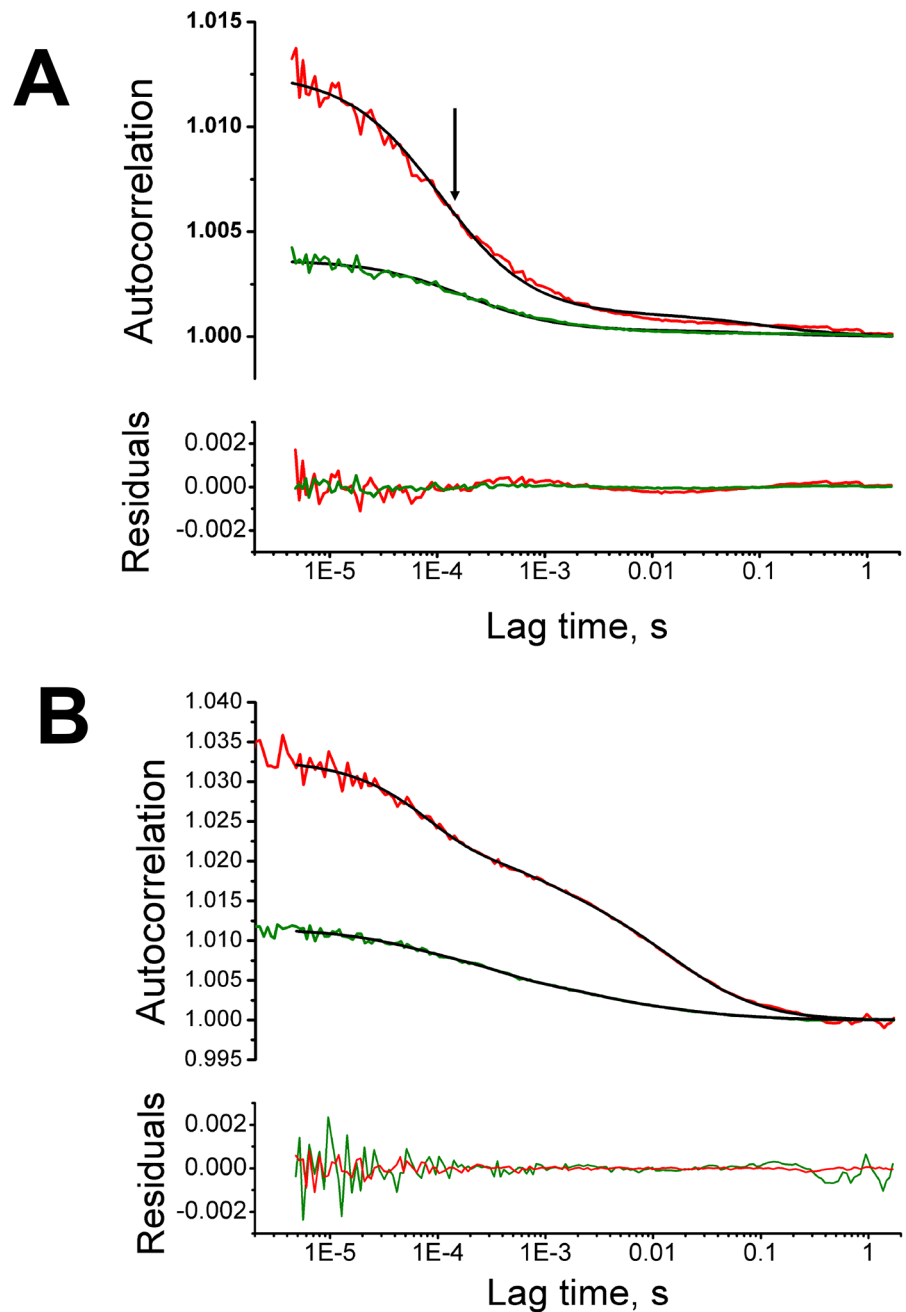 A
Autocorrelation
1.015
1.010
1.005
1.000
Residuals
0.002
0.000
-0.002
1E-5 1E-4 1E-3 0.01 0.1 1
Lag time, s
B
Autocorrelation
1.040
1.035
1.030
1.025
1.020
1.015
1.010
1.005
1.000
0.995
Residuals
0.002
0.000
-0.002
1E-5 1E-4 1E-3 0.01 0.1 1
Lag time, s